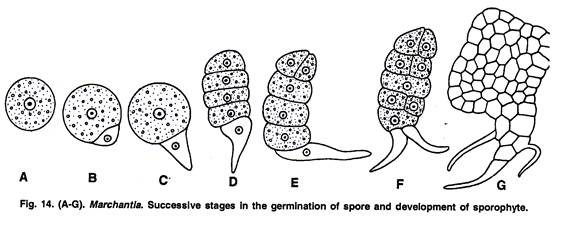 A B C D E F G
Fig. 14. (A-G). Marchantia. Successive stages in the germination of spore and development of sporophyte.